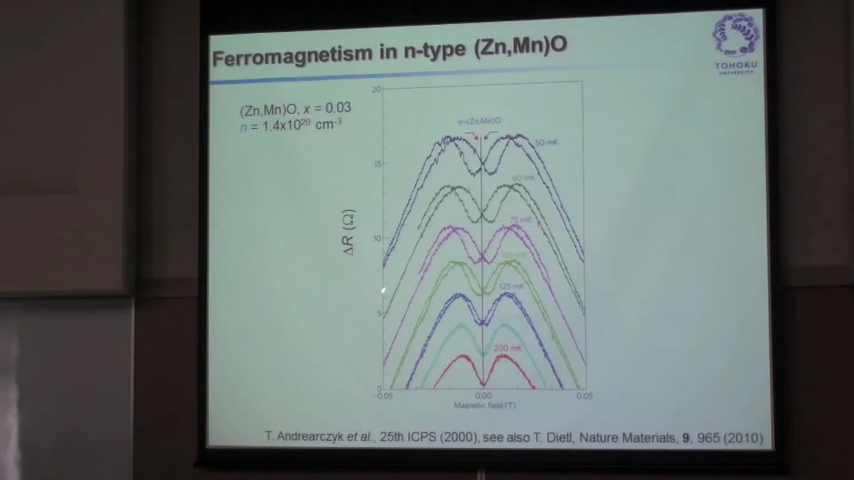 Ferromagnetism in n-type (Zn,Mn)O
TOHOKU
UNIVERSITY
(Zn,Mn)O, x = 0.03
n = 1.4x10²⁰ cm⁻³
20
n-(Zn,Mn)O
50 mK
15
60 mK
75 mK
10
ΔR (Ω)
125 mK
5
200 mK
0
-0.05
0.00
0.05
Magnetic field (T)
T. Andrearczyk et al., 25th ICPS (2000), see also T. Dietl, Nature Materials, 9, 965 (2010)